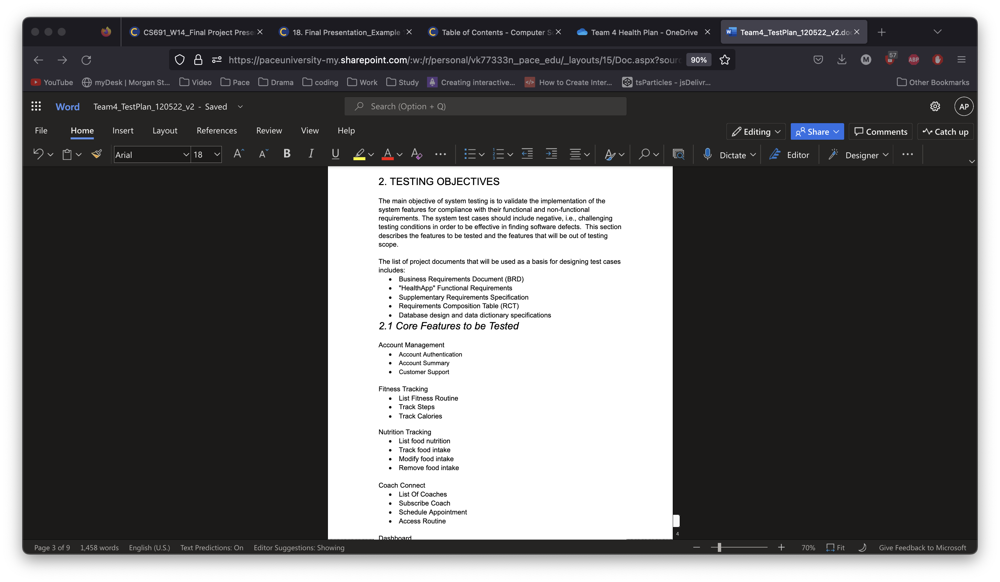 CS691_W14_Final Project Prese
18. Final Presentation_Example
Table of Contents - Computer S
Team 4 Health Plan - OneDrive
Team4_TestPlan_120522_v2.do
https://paceuniversity-my.sharepoint.com/:w:/r/personal/vk77333n_pace_edu/_layouts/15/Doc.aspx?sourc
90%
M
57
ABP
YouTube
myDesk | Morgan St...
Video
Pace
Drama
coding
Work
Study
Creating interactive...
How to Create Inter...
tsParticles - jsDelivr...
Other Bookmarks
Word
Team4_TestPlan_120522_v2 - Saved
Search (Option + Q)
AP
File
Home
Insert
Layout
References
Review
View
Help
Editing
Share
Comments
Catch up
Arial
18
Dictate
Editor
Designer
2. TESTING OBJECTIVES
The main objective of system testing is to validate the implementation of the
system features for compliance with their functional and non-functional
requirements. The system test cases should include negative, i.e., challenging
testing conditions in order to be effective in finding software defects.  This section
describes the features to be tested and the features that will be out of testing
scope.
The list of project documents that will be used as a basis for designing test cases
includes:
• Business Requirements Document (BRD)
• "HealthApp" Functional Requirements
• Supplementary Requirements Specification
• Requirements Composition Table (RCT)
• Database design and data dictionary specifications
2.1 Core Features to be Tested
Account Management
• Account Authentication
• Account Summary
• Customer Support
Fitness Tracking
• List Fitness Routine
• Track Steps
• Track Calories
Nutrition Tracking
• List food nutrition
• Track food intake
• Modify food intake
• Remove food intake
Coach Connect
• List Of Coaches
• Subscribe Coach
• Schedule Appointment
• Access Routine
Dashboard
4
Page 3 of 9
1,458 words
English (U.S.)
Text Predictions: On
Editor Suggestions: Showing
70%
Fit
Give Feedback to Microsoft